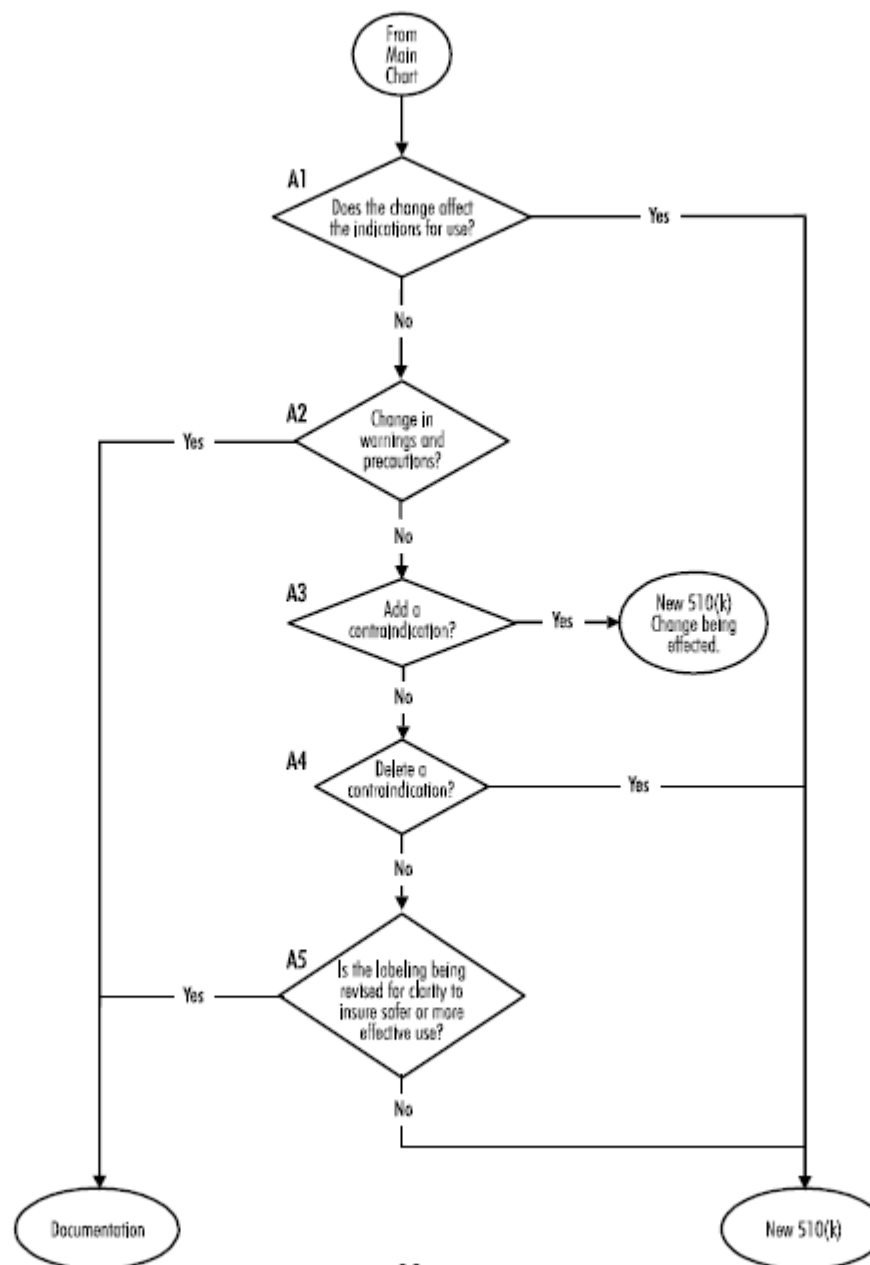 From
Main
Chart
A1
Does the change affect
the indications for use?
Yes
No
A2
Change in
warnings and
precautions?
Yes
No
A3
Add a
contraindication?
Yes
New 510(k)
Change being
effected.
No
A4
Delete a
contraindication?
Yes
No
A5
Is the labeling being
revised for clarity to
insure safer or more
effective use?
Yes
No
Documentation
New 510(k)